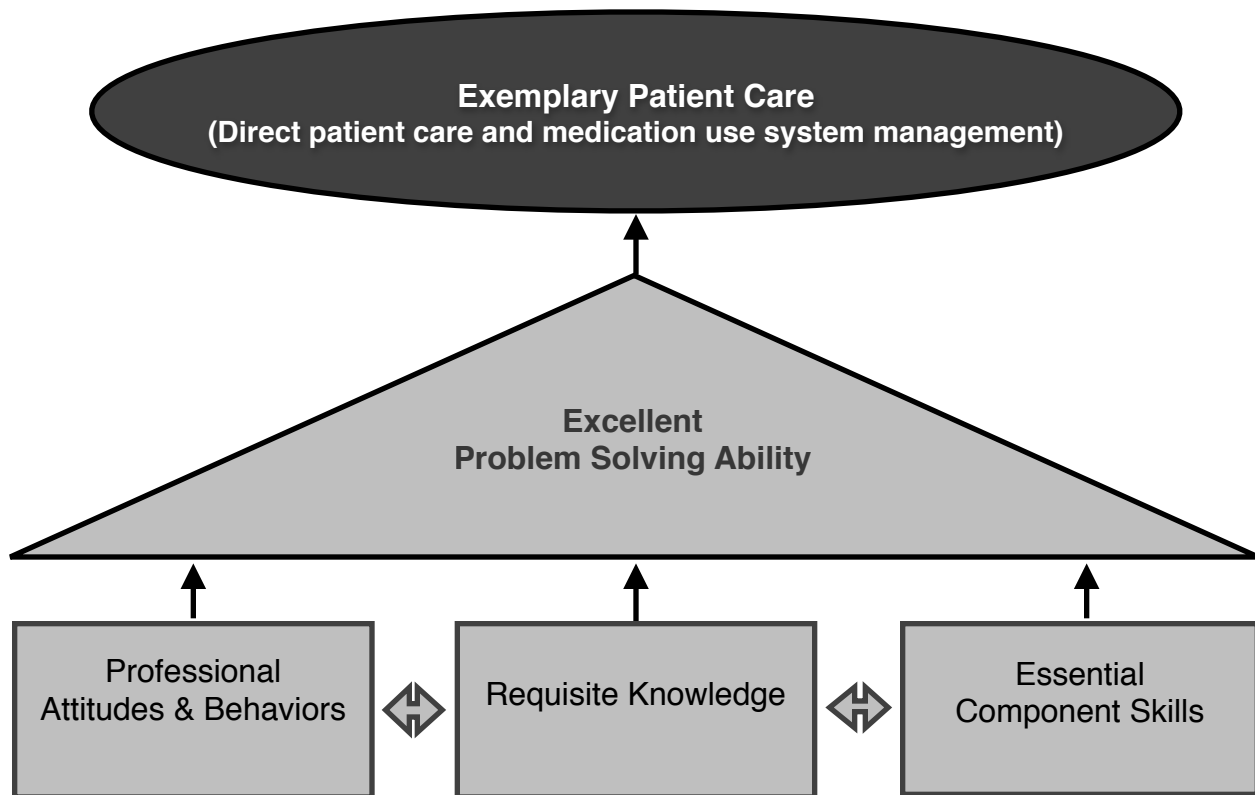 Exemplary Patient Care
(Direct patient care and medication use system management)
Excellent
Problem Solving Ability
Professional
Attitudes & Behaviors
Requisite Knowledge
Essential
Component Skills